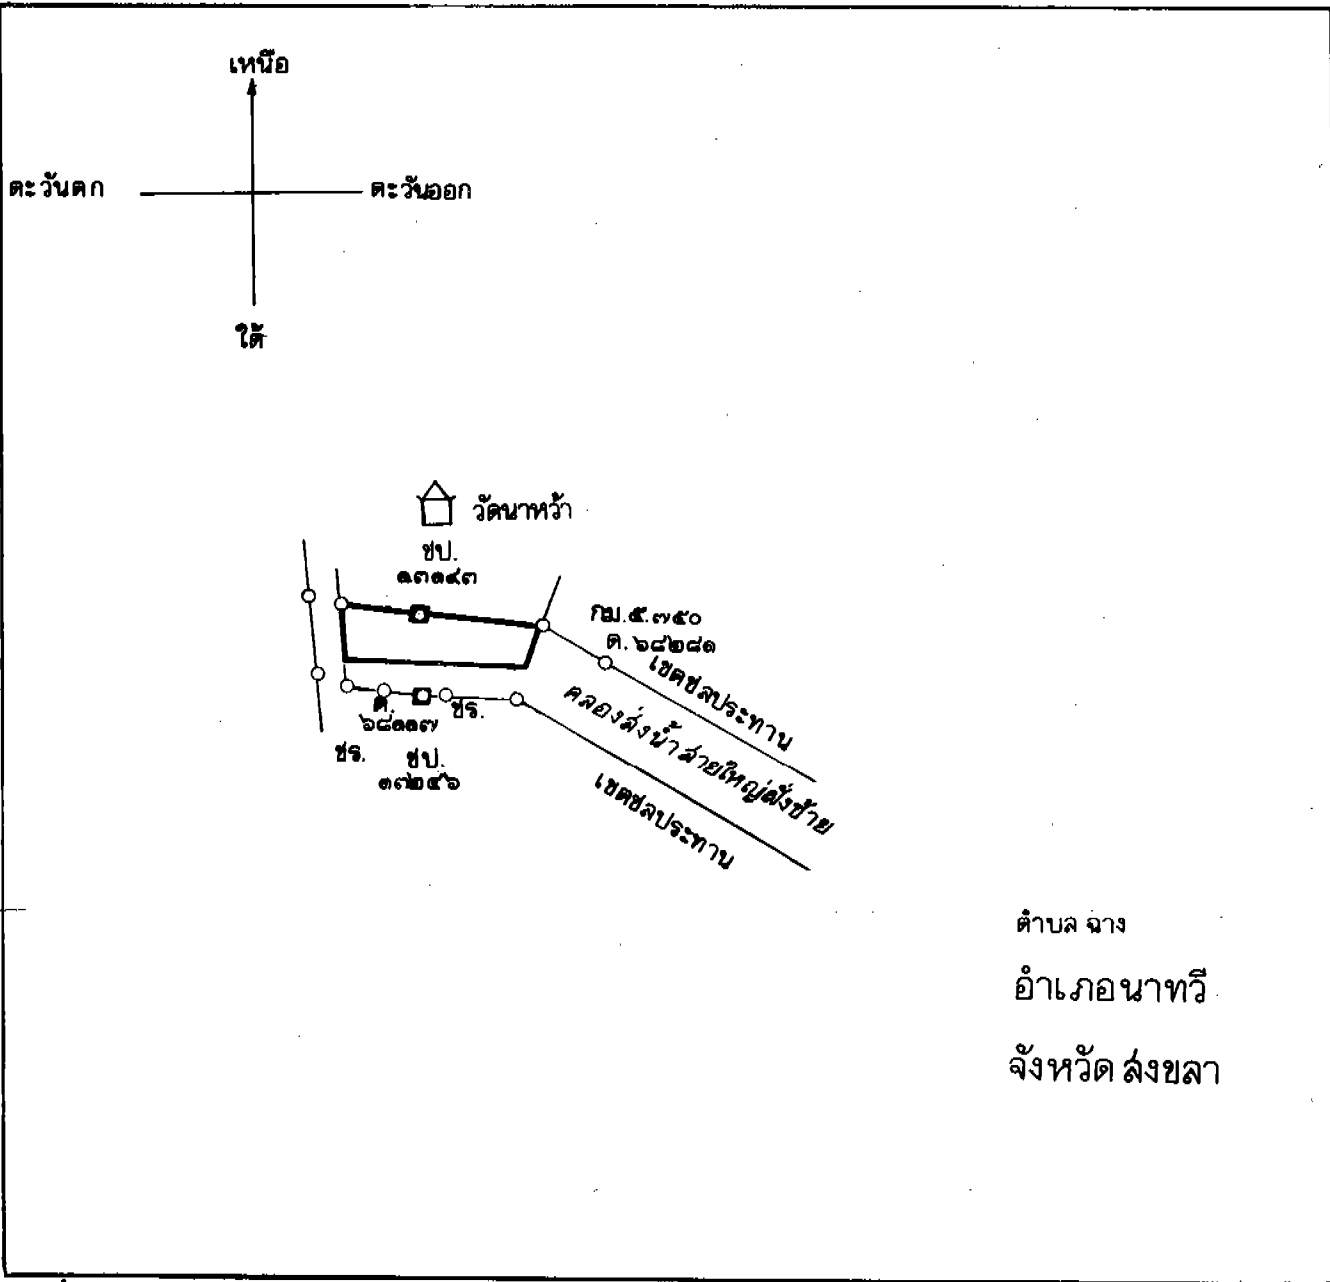 เหนือ
ตะวันตก
ตะวันออก
ใต้
วัดนาหว้า
ชป.
๑๓๑๔๓
กม.๕.๗๕๐
ต. ๖๘๒๘๑
เขตชลประทาน
คลองส่งน้ำสายใหญ่ฝั่งซ้าย
ต.
๖๘๑๑๗
ชร.
ชร.
ชป.
๑๗๒๕๖
เขตชลประทาน
ตำบล ฉาง
อำเภอนาทวี
จังหวัด สงขลา